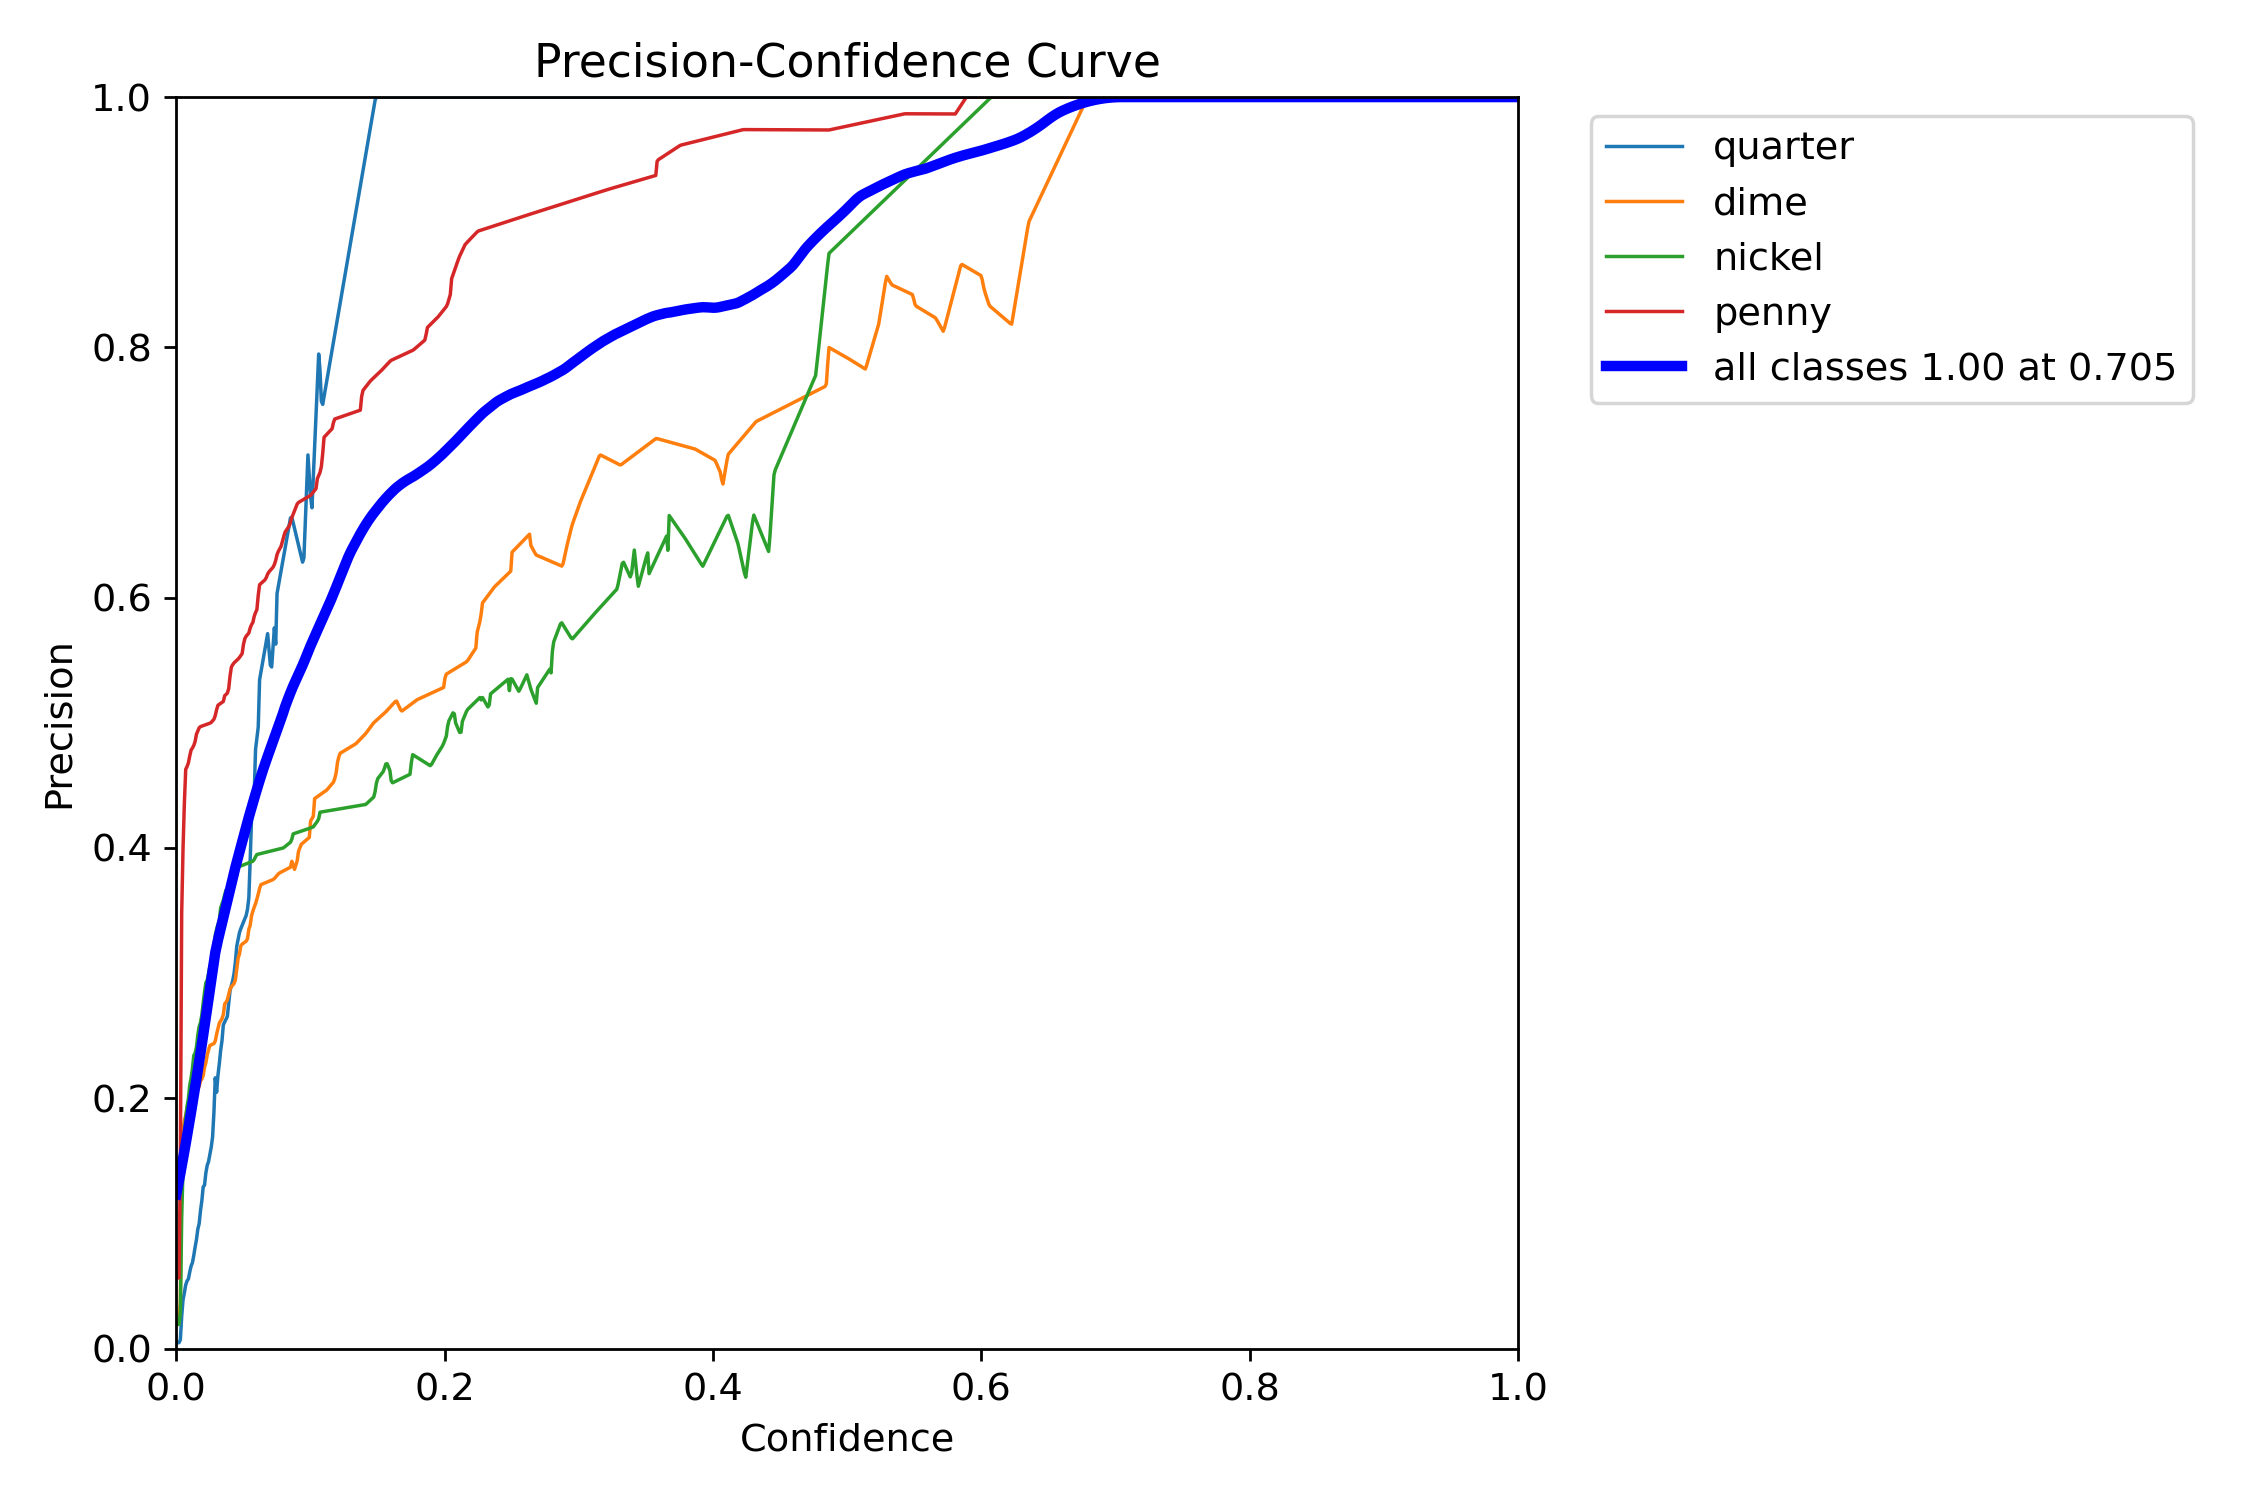 Precision-Confidence Curve
1.0
0.8
0.6
0.4
0.2
0.0
Precision
0.0 0.2 0.4 0.6 0.8 1.0
Confidence
quarter
dime
nickel
penny
all classes 1.00 at 0.705